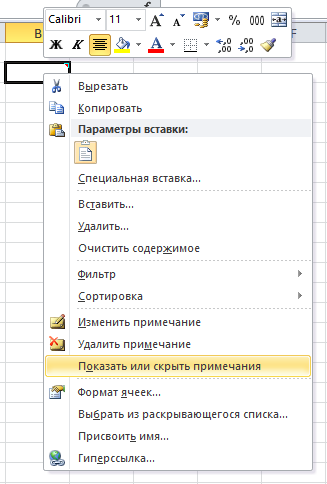 Calibri 11 A A % 000
Ж К A ,00 ,0
B F
Вырезать
Копировать
Параметры вставки:
Специальная вставка...
Вставить...
Удалить...
Очистить содержимое
Фильтр
Сортировка
Изменить примечание
Удалить примечание
Показать или скрыть примечания
Формат ячеек...
Выбрать из раскрывающегося списка...
Присвоить имя...
Гиперссылка...